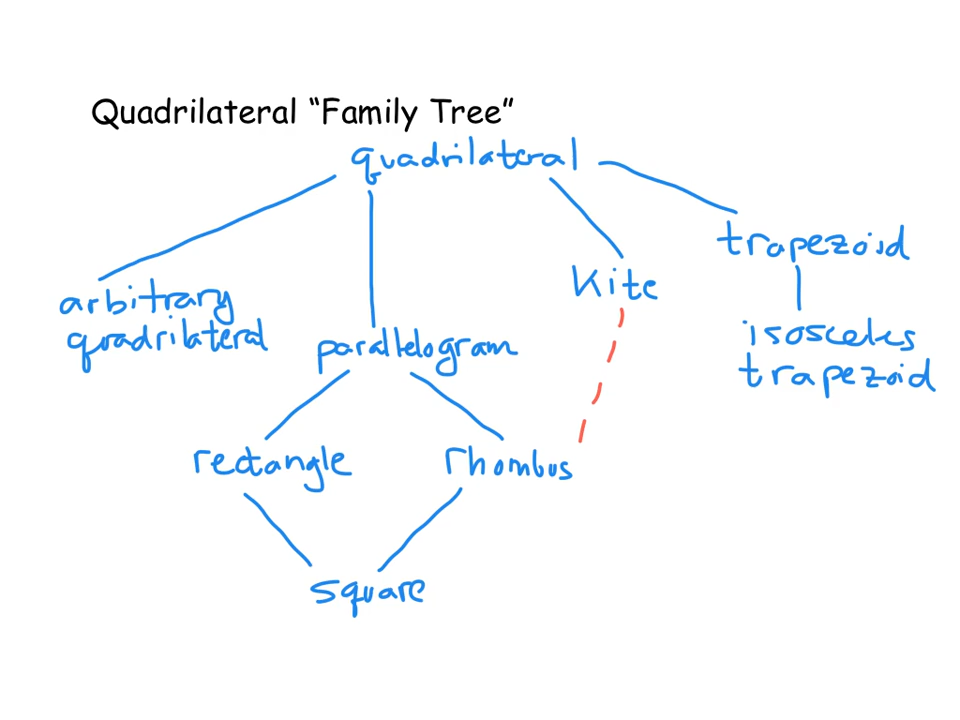 Quadrilateral “Family Tree”
quadrilateral
trapezoid
Kite
arbitrary
quadrilateral
parallelogram
isosceles
trapezoid
rectangle
rhombus
square